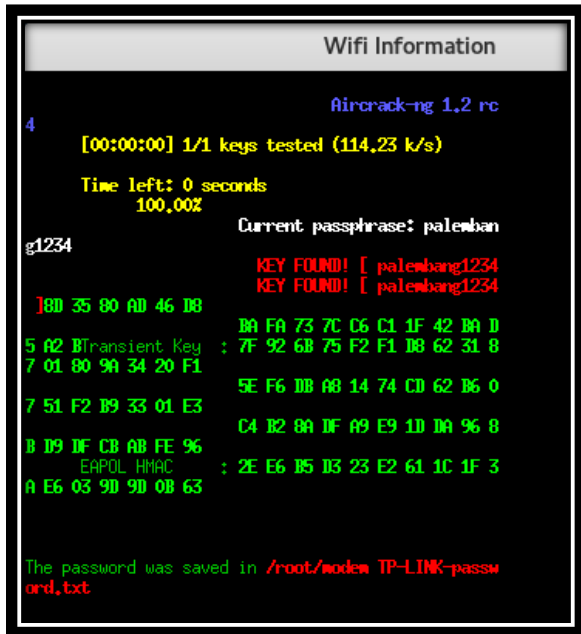 Wifi Information
Aircrack-ng 1.2 rc
4
[00:00:00] 1/1 keys tested (114.23 k/s)
Time left: 0 seconds
100.00%
Current passphrase: palemban
g1234
KEY FOUND! [ palembang1234
KEY FOUND! [ palembang1234
]8D 35 80 AD 46 D8
BA FA 73 7C C6 C1 1F 42 BA D
5 A2 BTransient Key : 7F 92 6B 75 F2 F1 D8 62 31 8
7 01 80 9A 34 20 F1
5E F6 DB A8 14 74 CD 62 B6 0
7 51 F2 B9 33 01 E3
C4 B2 8A DF A9 E9 1D DA 96 8
B D9 DF CB AB FE 96
EAPOL HMAC : 2E E6 B5 D3 23 E2 61 1C 1F 3
A E6 03 9D 9D 0B 63
The password was saved in /root/modem TP-LINK-passw
ord.txt